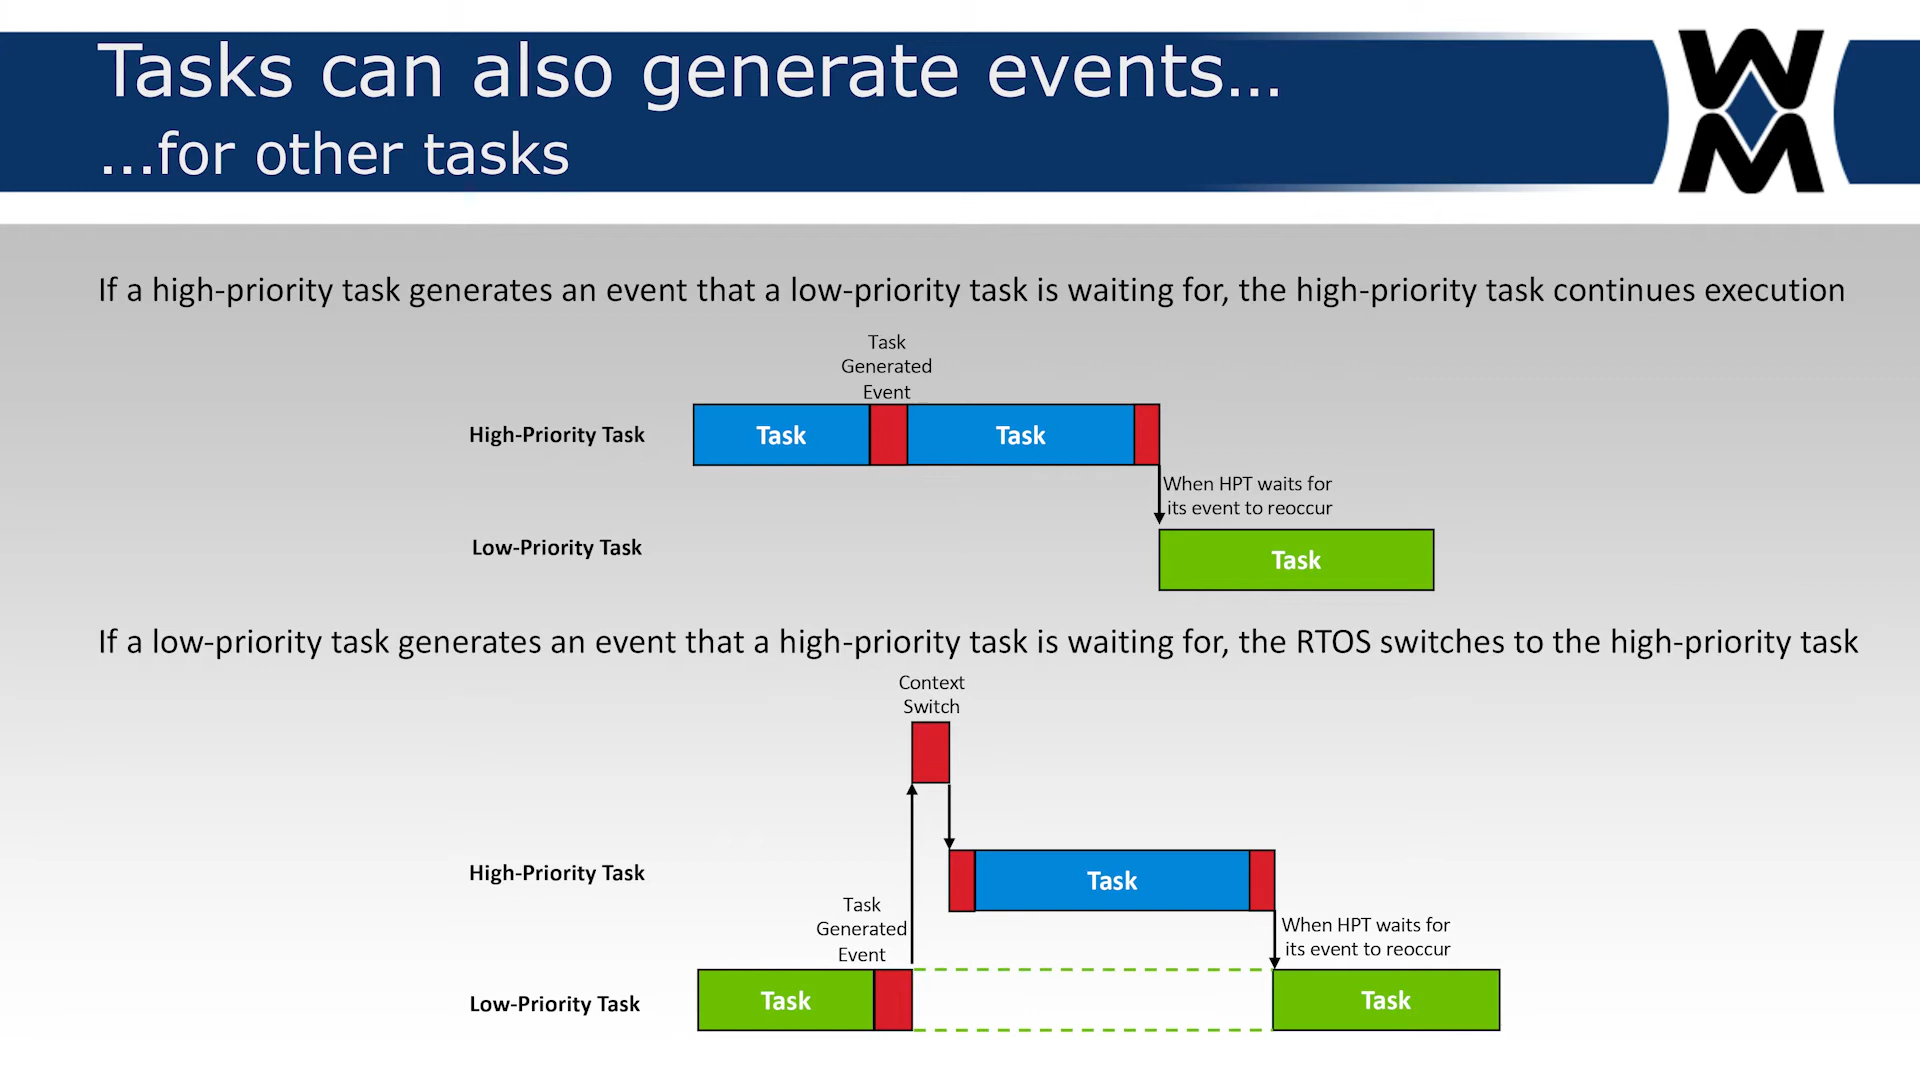 Tasks can also generate events...
...for other tasks
WM
If a high-priority task generates an event that a low-priority task is waiting for, the high-priority task continues execution
Task
Generated
Event
High-Priority Task
Task
Task
When HPT waits for
its event to reoccur
Low-Priority Task
Task
If a low-priority task generates an event that a high-priority task is waiting for, the RTOS switches to the high-priority task
Context
Switch
High-Priority Task
Task
Task
Generated
Event
When HPT waits for
its event to reoccur
Low-Priority Task
Task
Task